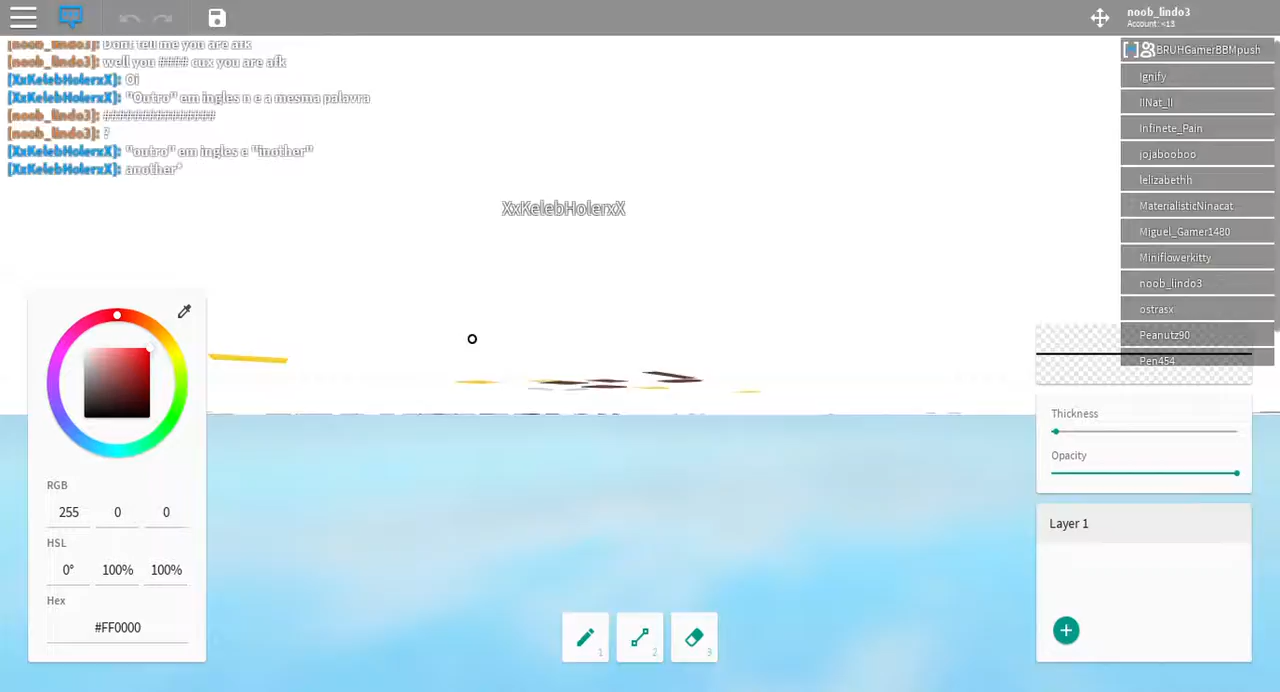 noob_lindo3
Account: <13
[noob_lindo3]: Dont tell me you are afk
[noob_lindo3]: well you #### cux you are afk
[XxKelebHolerxX]: Oi
[XxKelebHolerxX]: "Outro" em ingles n e a mesma palavra
[noob_lindo3]: ################
[noob_lindo3]: ?
[XxKelebHolerxX]: "outro" em ingles e "inother"
[XxKelebHolerxX]: another*
XxKelebHolerxX
BRUHGamerBBMpush
Ignify
Infinete_Pain
jojabooboo
lelizabethh
MaterialisticNinacat
Miguel_Gamer1480
Miniflowerkitty
noob_lindo3
ostrasx
Peanutz90
Pen454
RGB
255 0 0
HSL
0° 100% 100%
Hex
#FF0000
1
2
3
Thickness
Opacity
Layer 1